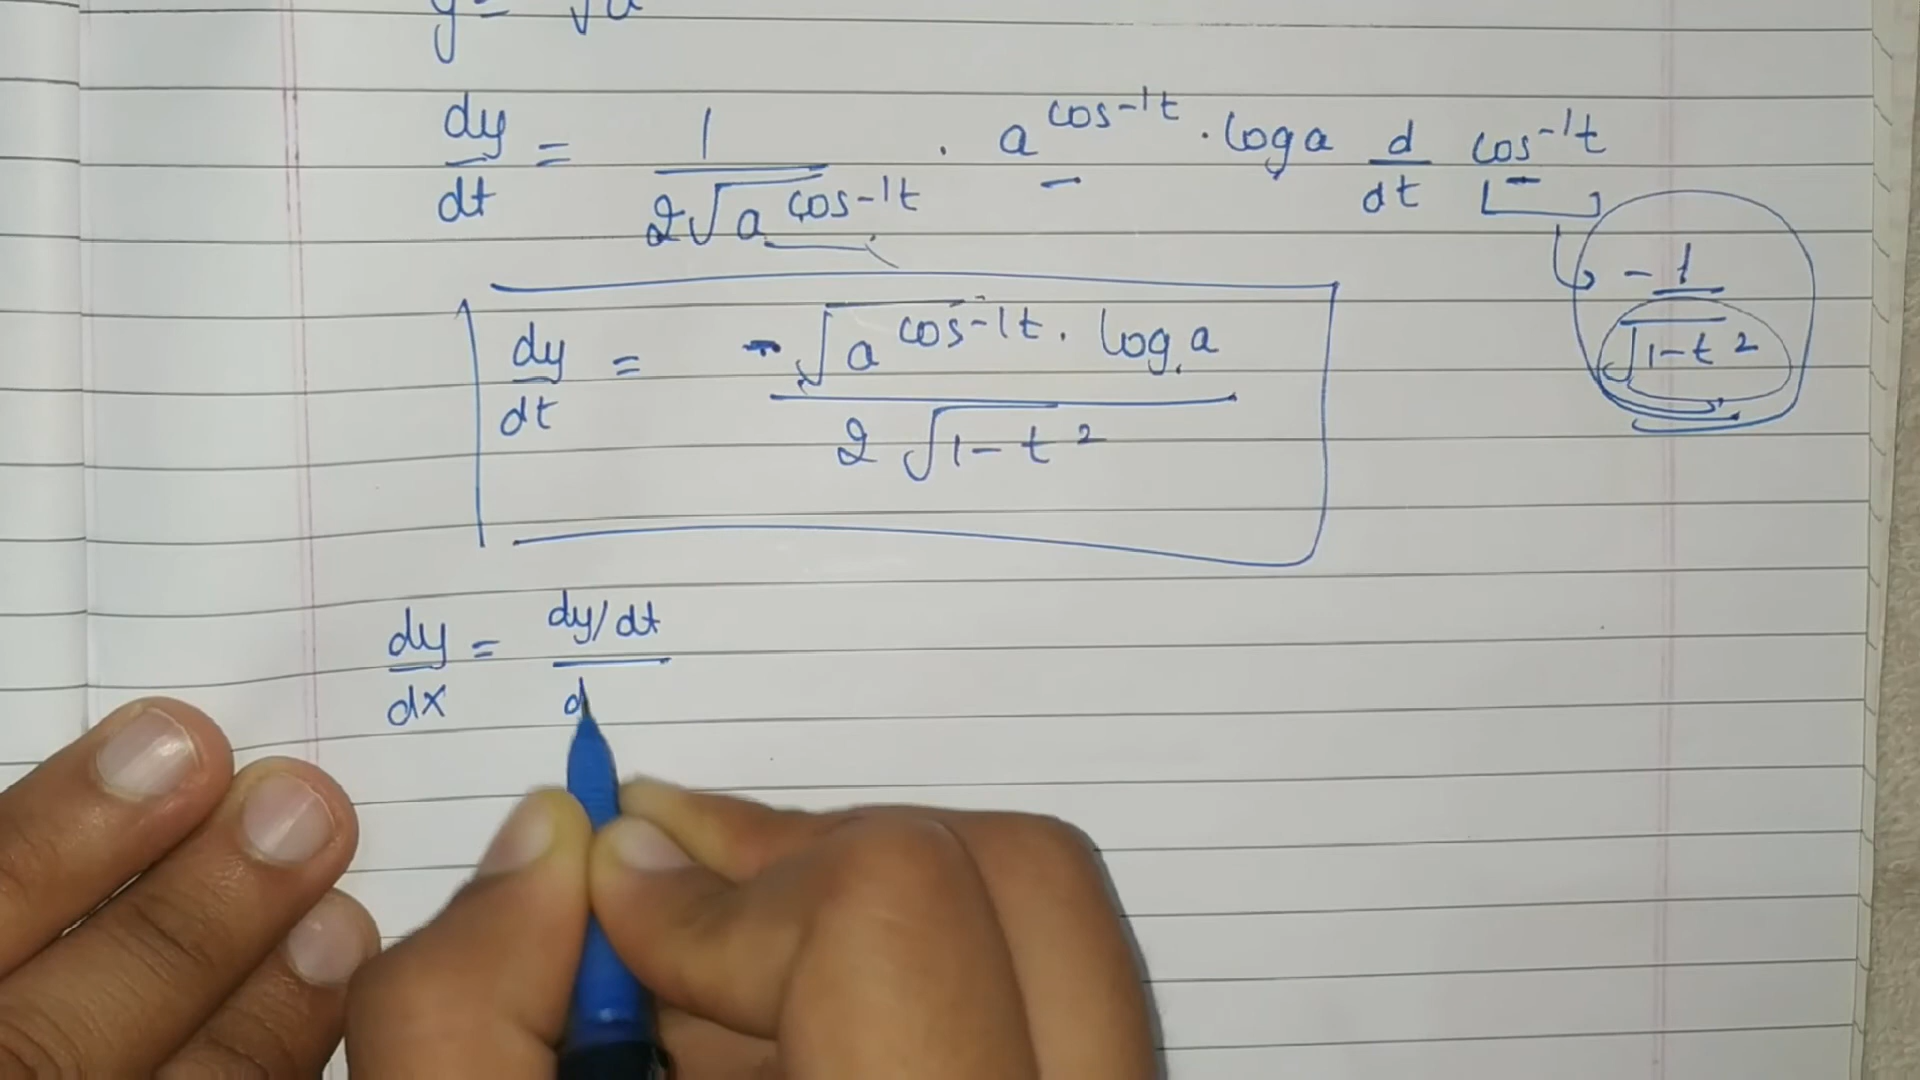 y = √a
dy/dt = 1/(2√a^cos-1t) . a^cos-1t . log a d/dt cos-1t
- 1/√1-t²
dy/dt = - √a^cos-1t . log a / 2√1-t²
dy/dx = dy/dt / d